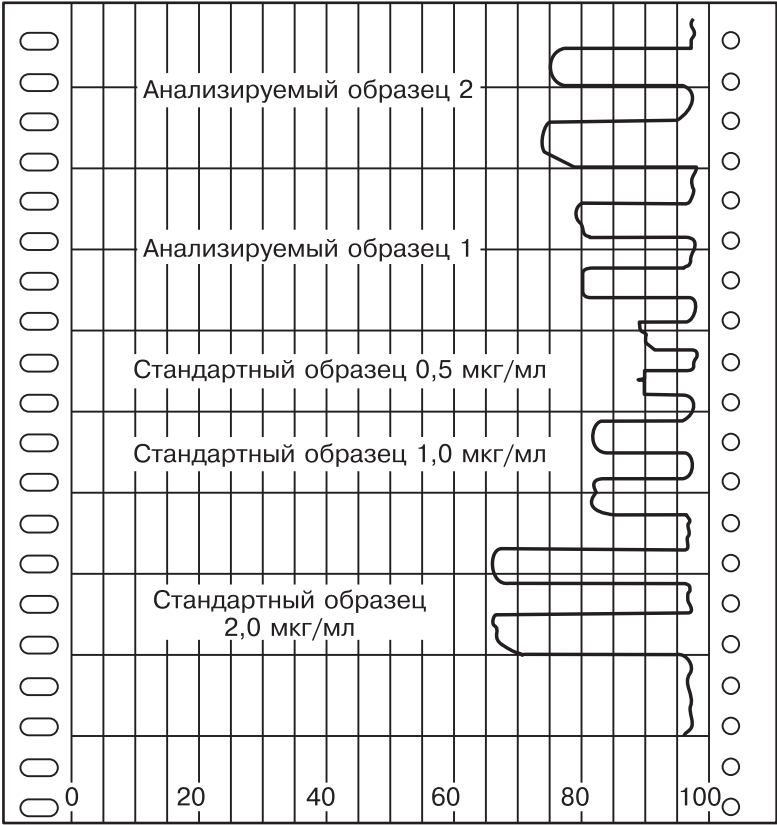 Анализируемый образец 2
Анализируемый образец 1
Стандартный образец 0,5 мкг/мл
Стандартный образец 1,0 мкг/мл
Стандартный образец
2,0 мкг/мл
0 20 40 60 80 100